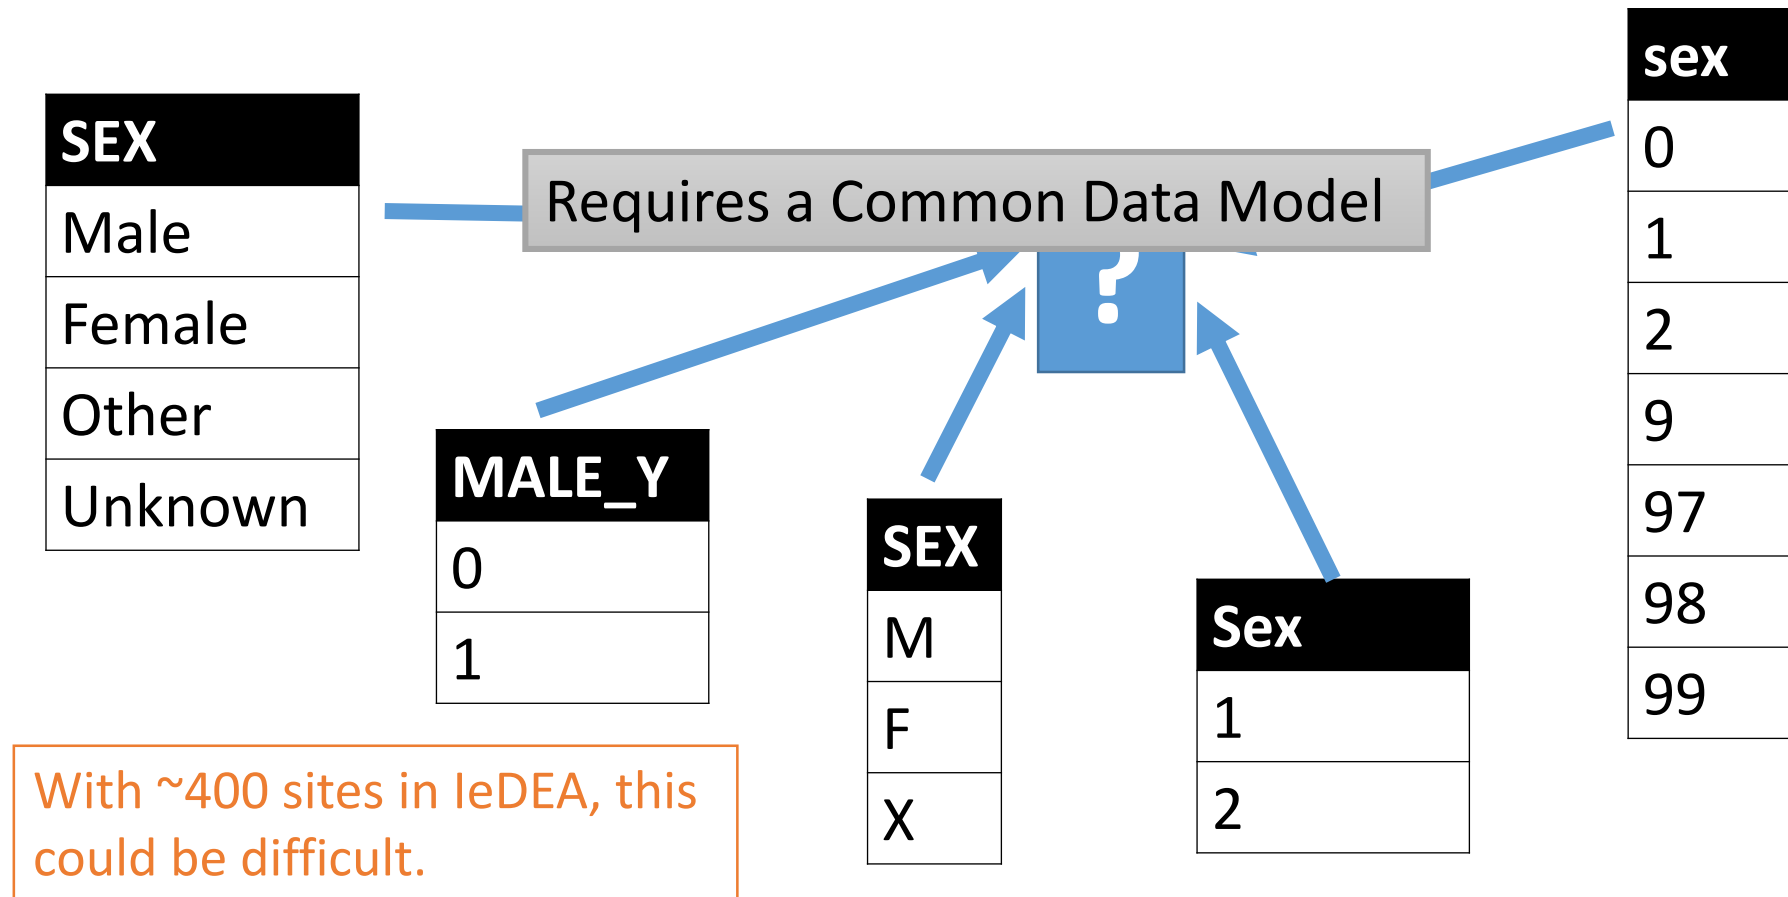 SEX
Male
Female
Other
Unknown
Requires a Common Data Model
?
MALE_Y
0
1
SEX
M
F
X
Sex
1
2
sex
0
1
2
9
97
98
99
With ~400 sites in IeDEA, this
could be difficult.